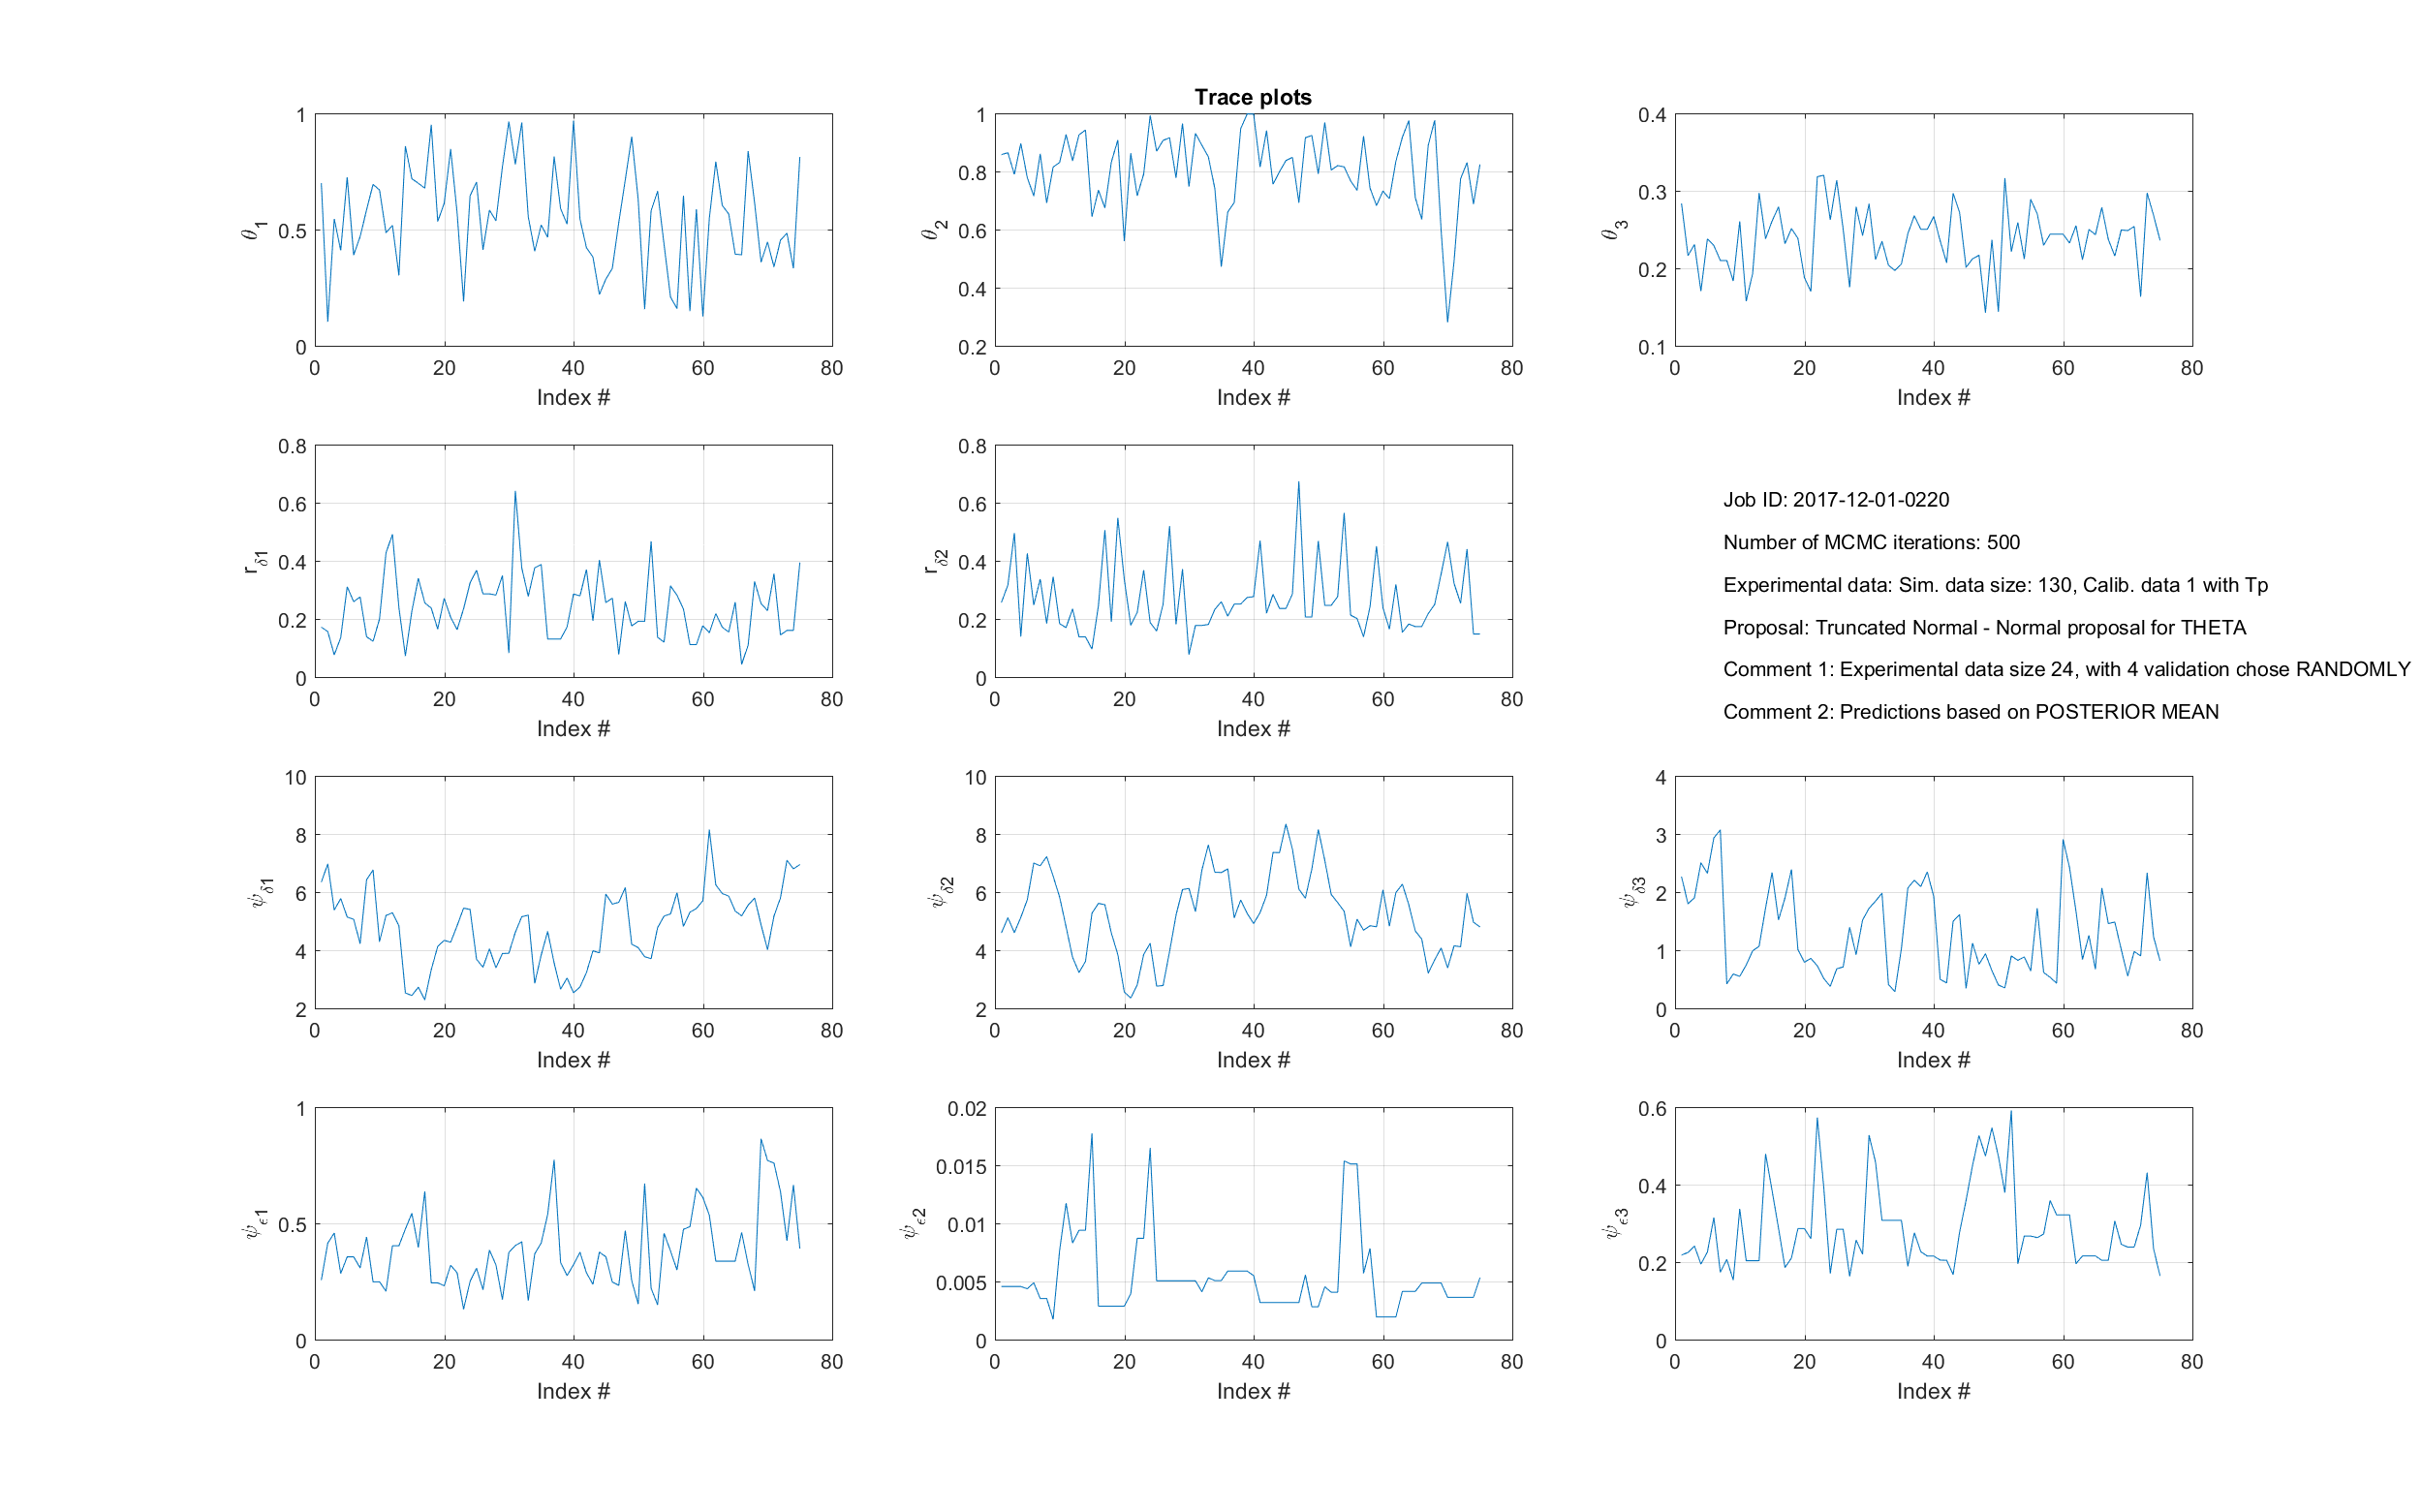 Trace plots
1
0.5
0
θ1
0 20 40 60 80
Index #
1
0.8
0.6
0.4
0.2
θ2
0 20 40 60 80
Index #
0.4
0.3
0.2
0.1
θ3
0 20 40 60 80
Index #
0.8
0.6
0.4
0.2
0
rδ1
0 20 40 60 80
Index #
0.8
0.6
0.4
0.2
0
rδ2
0 20 40 60 80
Index #
Job ID: 2017-12-01-0220
Number of MCMC iterations: 500
Experimental data: Sim. data size: 130, Calib. data 1 with Tp
Proposal: Truncated Normal - Normal proposal for THETA
Comment 1: Experimental data size 24, with 4 validation chose RANDOMLY
Comment 2: Predictions based on POSTERIOR MEAN
10
8
6
4
2
ψδ1
0 20 40 60 80
Index #
10
8
6
4
2
ψδ2
0 20 40 60 80
Index #
4
3
2
1
0
ψδ3
0 20 40 60 80
Index #
1
0.5
0
ψϵ1
0 20 40 60 80
Index #
0.02
0.015
0.01
0.005
0
ψϵ2
0 20 40 60 80
Index #
0.6
0.4
0.2
0
ψϵ3
0 20 40 60 80
Index #